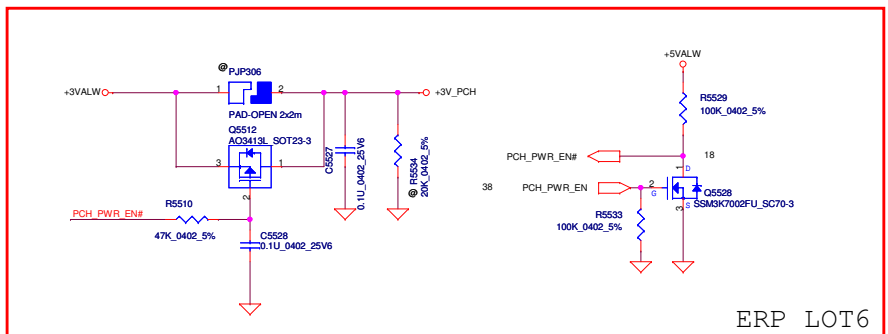 @
PJP306
+3VALW
1
2
+3V_PCH
PAD-OPEN 2x2m
Q5512
AO3413L_SOT23-3
3
1
2
C5527
0.1U_0402_25V6
@ R5534
20K_0402_5%
PCH_PWR_EN#
R5510
47K_0402_5%
C5528
0.1U_0402_25V6
+5VALW
R5529
100K_0402_5%
PCH_PWR_EN#
18
1
D
38
PCH_PWR_EN
2
G
Q5528
SSM3K7002FU_SC70-3
3
S
R5533
100K_0402_5%
ERP LOT6